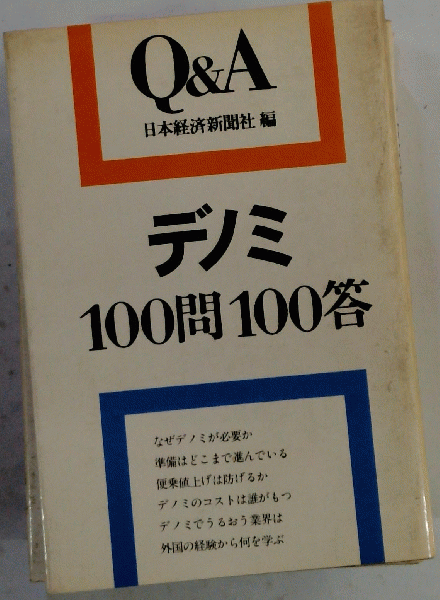 Q&A
日本経済新聞社 編
デノミ
100問100答
なぜデノミが必要か
準備はどこまで進んでいる
便乗値上げは防げるか
デノミのコストは誰がもつ
デノミでうるおう業界は
外国の経験から何を学ぶ